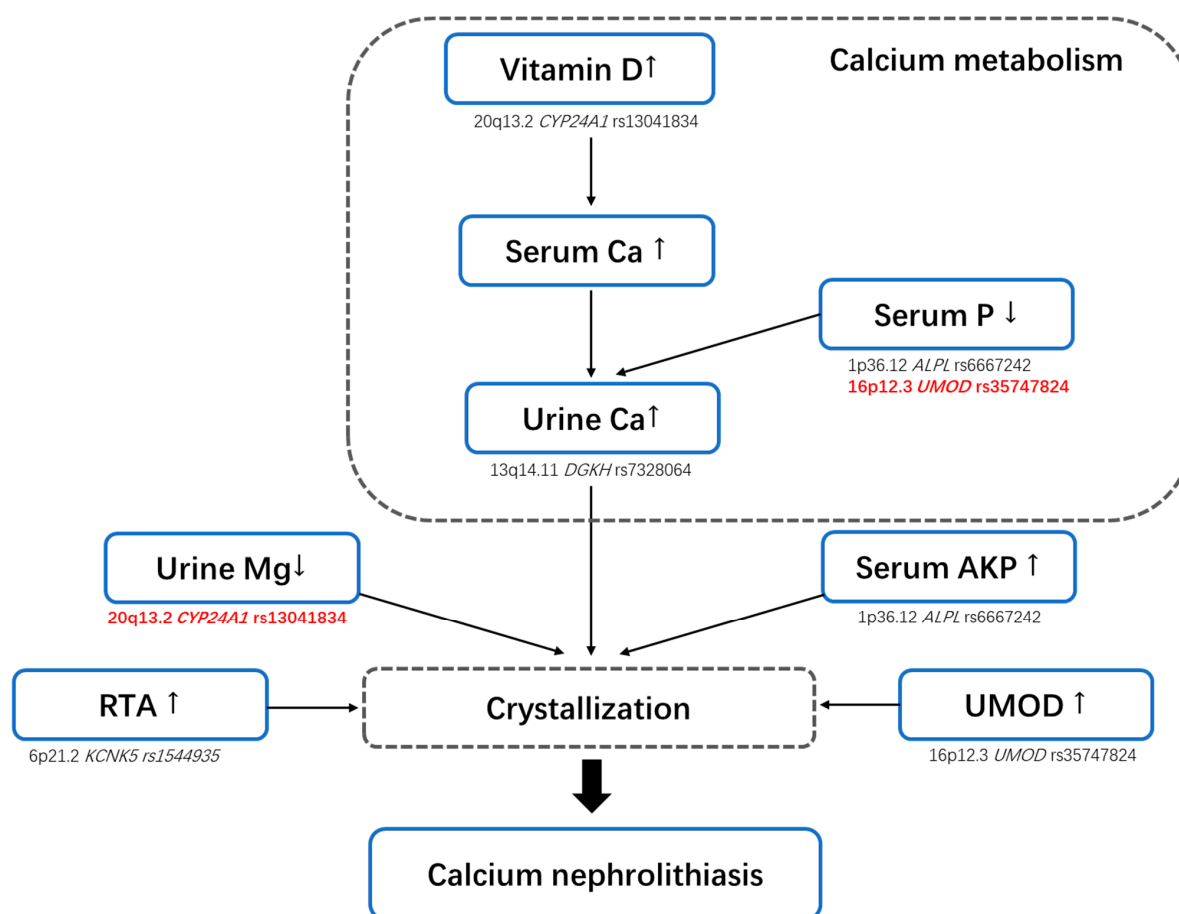 Calcium metabolism
Vitamin D↑
20q13.2 CYP24A1 rs13041834
Serum Ca ↑
Serum P ↓
1p36.12 ALPL rs6667242
16p12.3 UMOD rs35747824
Urine Ca↑
13q14.11 DGKH rs7328064
Urine Mg↓
20q13.2 CYP24A1 rs13041834
Serum AKP ↑
1p36.12 ALPL rs6667242
RTA ↑
6p21.2 KCNK5 rs1544935
Crystallization
UMOD ↑
16p12.3 UMOD rs35747824
Calcium nephrolithiasis